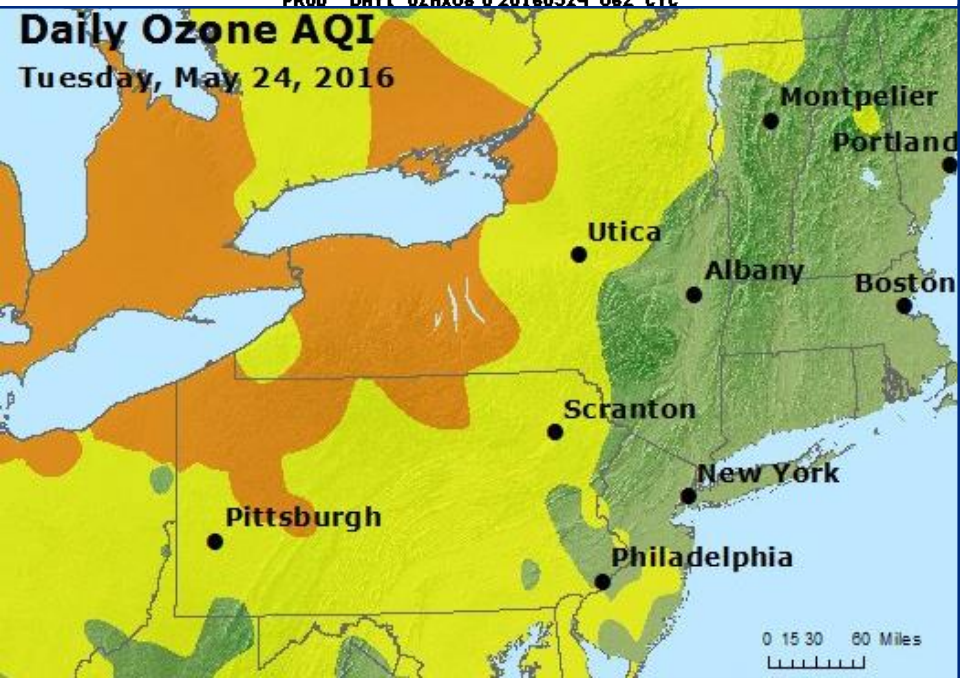 Daily Ozone AQI
Tuesday, May 24, 2016
Montpelier
Portland
Utica
Albany
Boston
Scranton
New York
Pittsburgh
Philadelphia
0 15 30 60 Miles